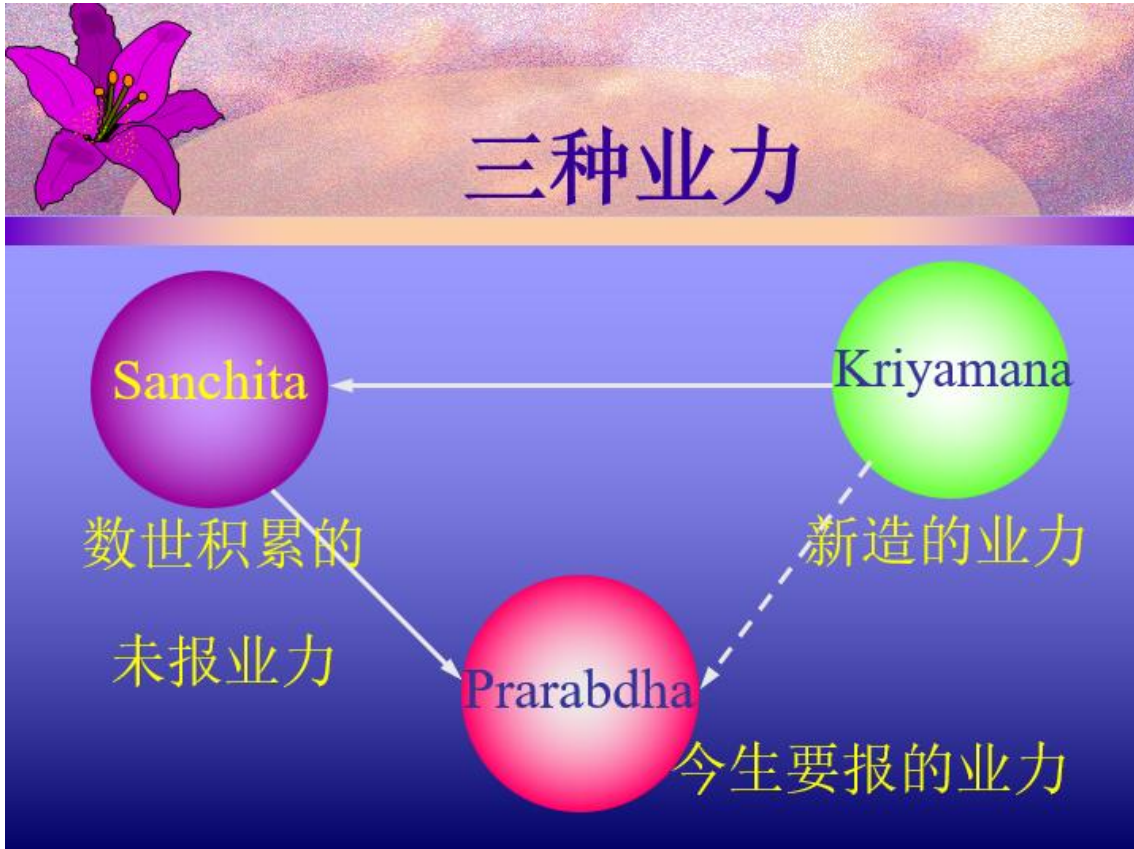 三种业力
Sanchita
Kriyamana
数世积累的
未报业力
新造的业力
Prarabdha
今生要报的业力